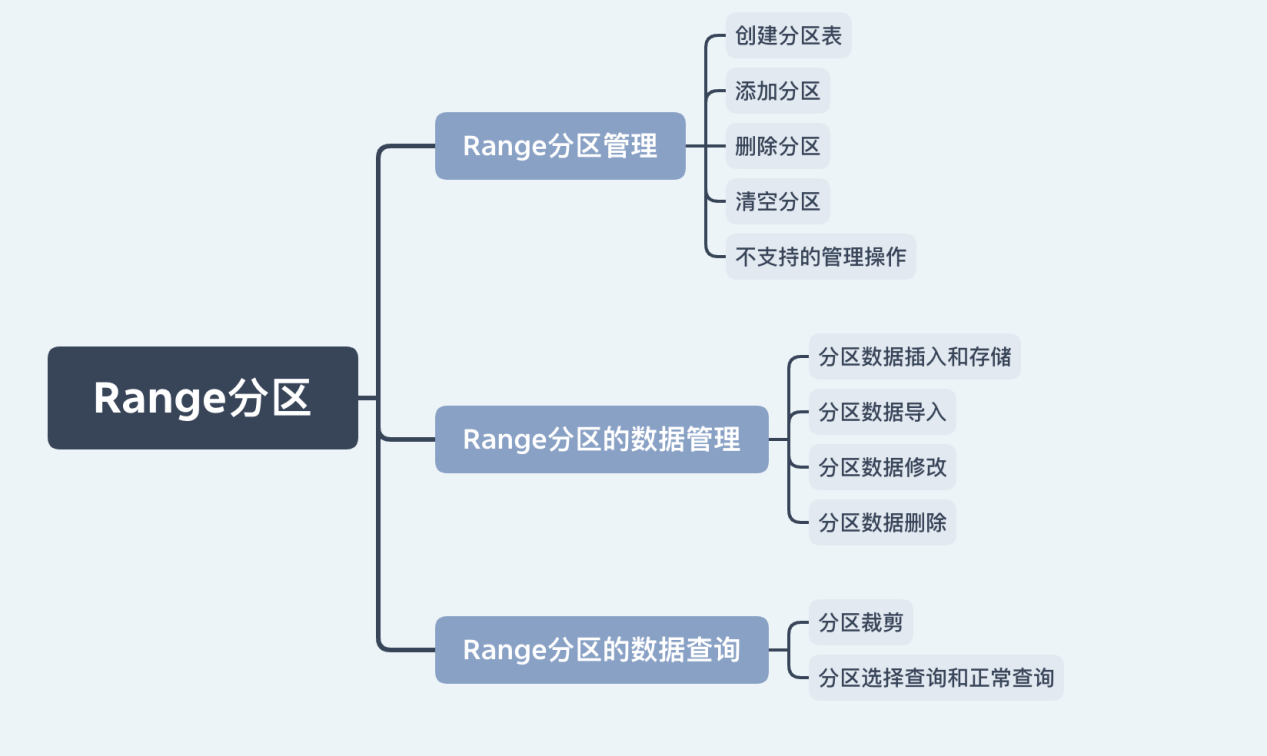 Range分区
Range分区管理
创建分区表
添加分区
删除分区
清空分区
不支持的管理操作
Range分区的数据管理
分区数据插入和存储
分区数据导入
分区数据修改
分区数据删除
Range分区的数据查询
分区裁剪
分区选择查询和正常查询